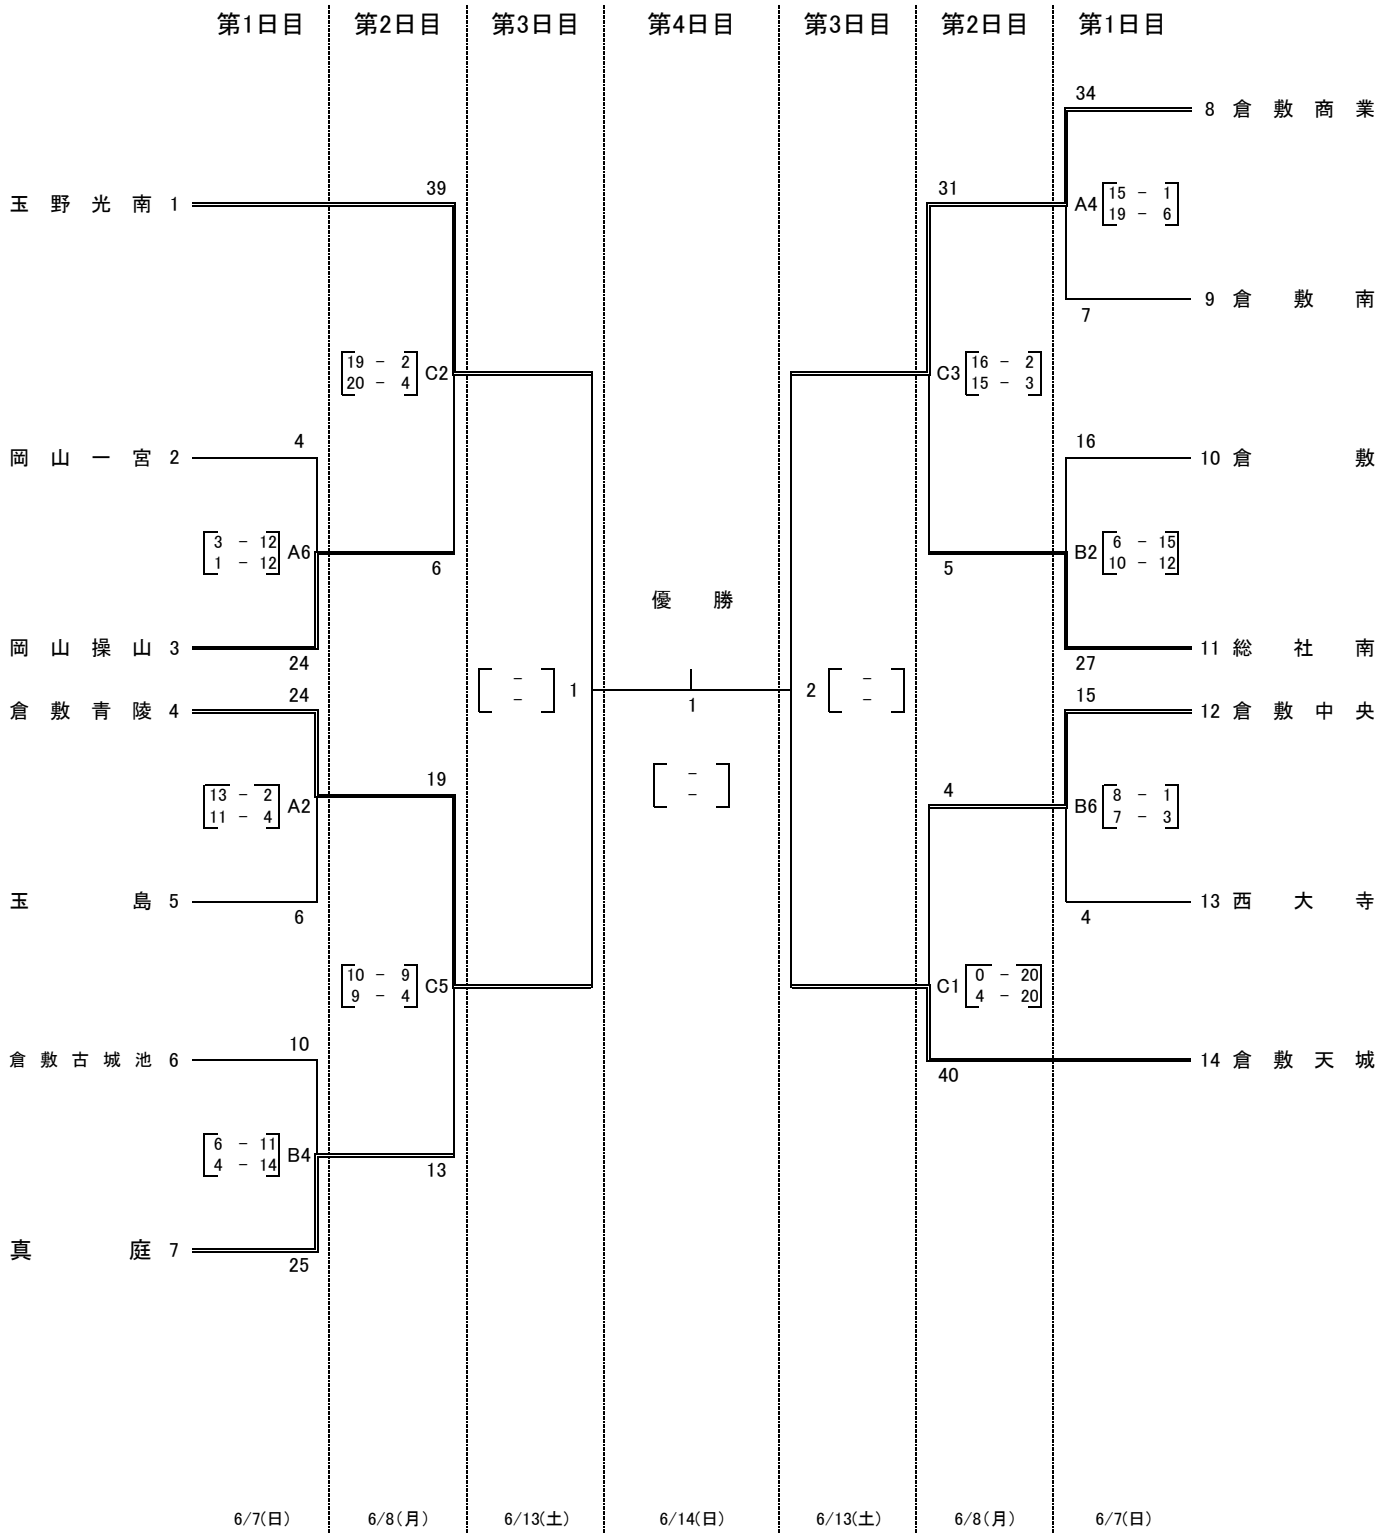 第1日目 第2日目 第3日目 第4日目 第3日目 第2日目 第1日目
34
8 倉敷商業
39 31
玉野光南 1
A4 15 - 1
19 - 6
9 倉敷南
7
19 - 2
20 - 4 C2
C3 16 - 2
15 - 3
4 16
岡山一宮 2
10 倉敷
3 - 12
1 - 12 A6
B2 6 - 15
10 - 12
6 5
優勝
岡山操山 3
11 総社南
24 27
24 15
- 
- 1
1
2 -
-
倉敷青陵 4
12 倉敷中央
19 4
-
-
13 - 2
11 - 4 A2
B6 8 - 1
7 - 3
玉島 5
13 西大寺
6 4
10 - 9
9 - 4 C5
C1 0 - 20
4 - 20
10
倉敷古城池 6
14 倉敷天城
40
6 - 11
4 - 14 B4
13
真庭 7
25
6/7(日) 6/8(月) 6/13(土) 6/14(日) 6/13(土) 6/8(月) 6/7(日)